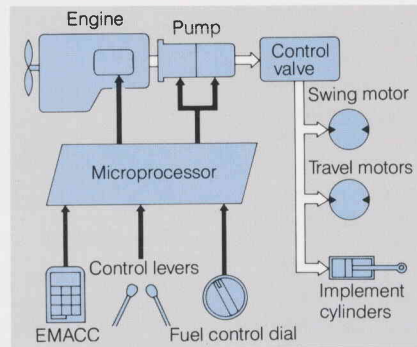 Engine
Pump
Control
valve
Swing motor
Travel motors
Microprocessor
Control levers
EMACC
Fuel control dial
Implement
cylinders